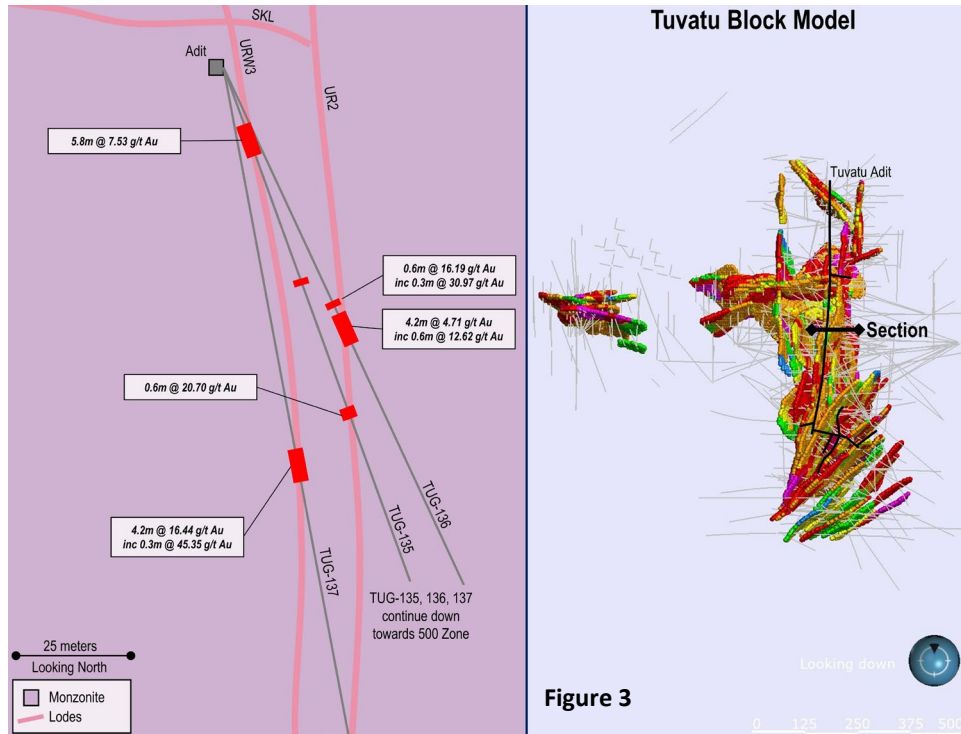 SKL
Adit
URW3
UR2
5.8m @ 7.53 g/t Au
0.6m @ 16.19 g/t Au
inc 0.3m @ 30.97 g/t Au
4.2m @ 4.71 g/t Au
inc 0.6m @ 12.62 g/t Au
0.6m @ 20.70 g/t Au
4.2m @ 16.44 g/t Au
inc 0.3m @ 45.35 g/t Au
TUG-136
TUG-135
TUG-137
TUG-135, 136, 137
continue down
towards 500 Zone
25 meters
Looking North
Monzonite
Lodes
Tuvatu Block Model
Tuvatu Adit
Section
Looking down
Figure 3
0 125 250 375 500